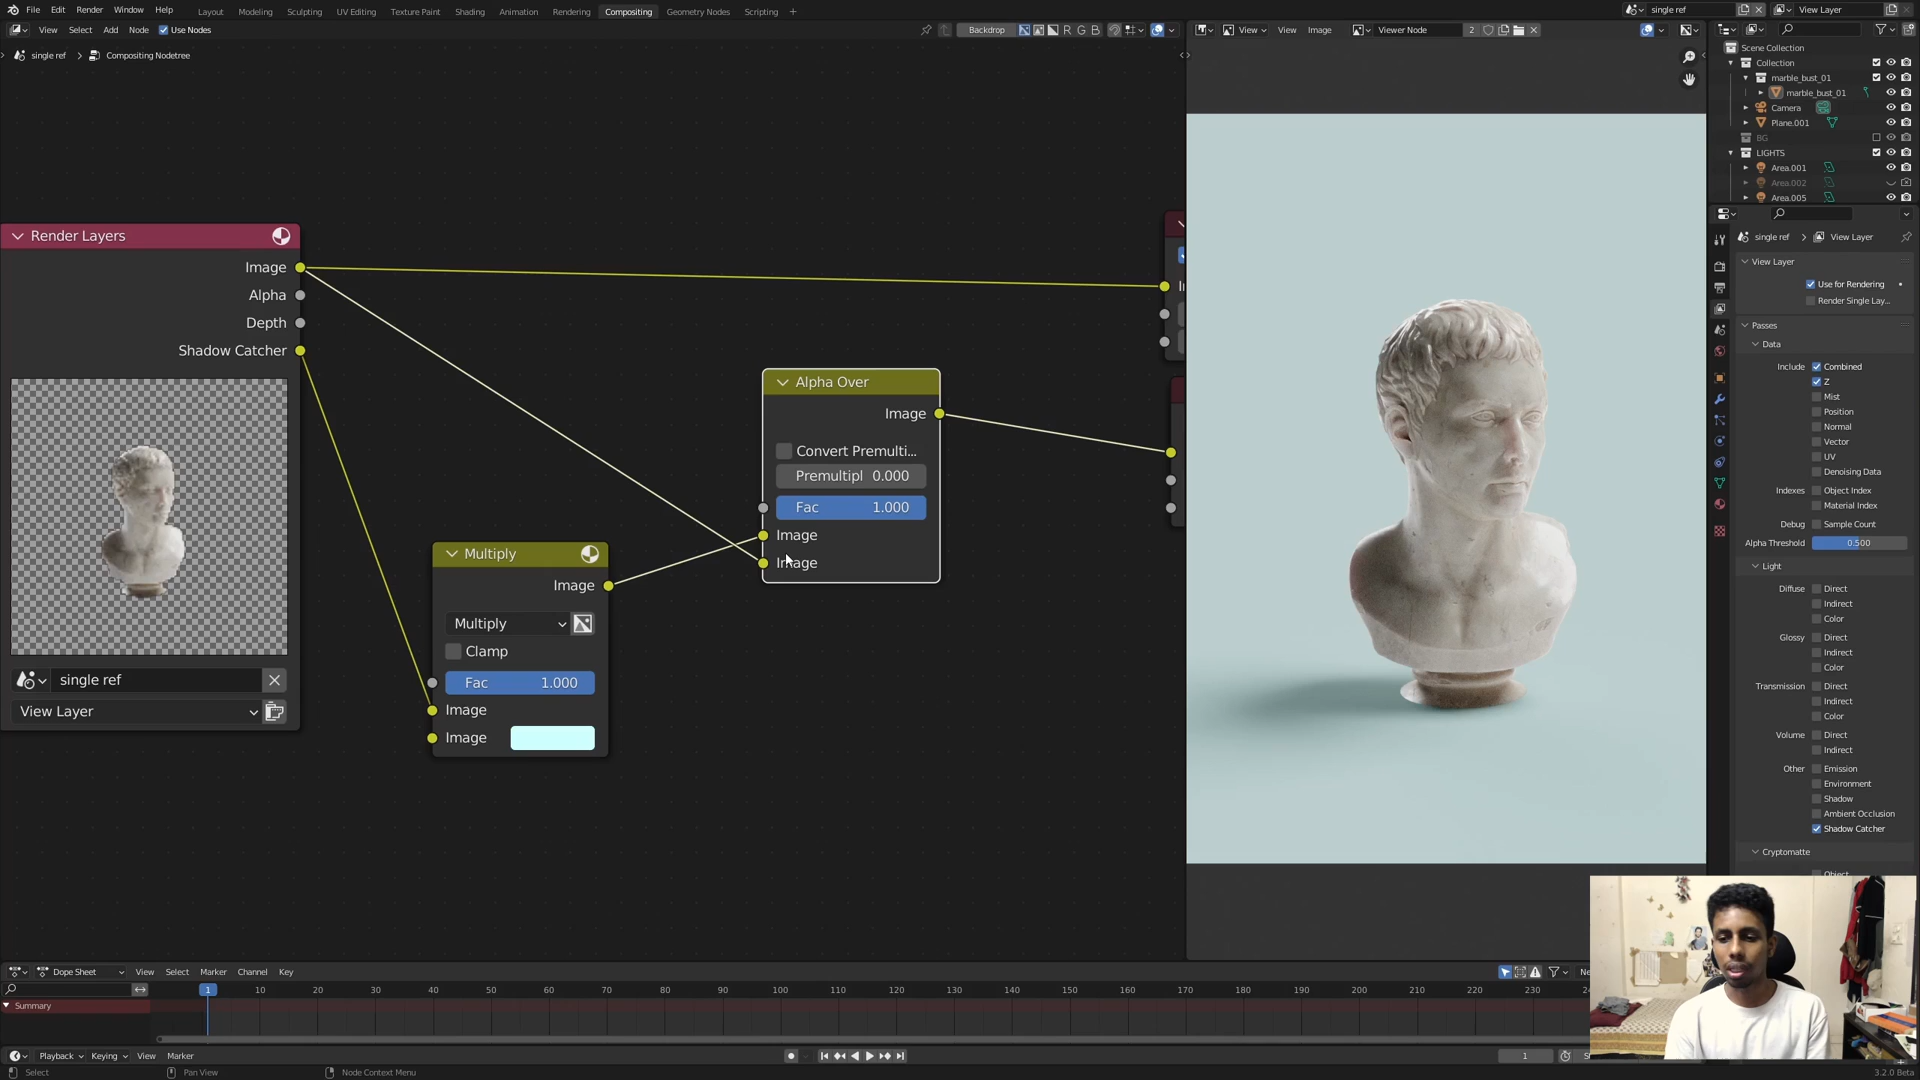 File Edit Render Window Help Layout Modeling Sculpting UV Editing Texture Paint Shading Animation Rendering Compositing Geometry Nodes Scripting + single ref View Layer
View Select Add Node Use Nodes Backdrop R G B View View Image Viewer Node 2
single ref > Compositing Nodetree
Scene Collection
Collection
marble_bust_01
marble_bust_01
Camera
Plane.001
BG
LIGHTS
Area.001
Area.002
Area.005
Render Layers
Image
Alpha
Depth
Shadow Catcher
single ref
View Layer
Multiply
Image
Multiply
Clamp
Fac 1.000
Image
Image
Alpha Over
Image
Convert Premulti...
Premultipl 0.000
Fac 1.000
Image
Image
single ref > View Layer
View Layer
Use for Rendering
Render Single Lay...
Passes
Data
Include Combined
Z
Mist
Position
Normal
Vector
UV
Denoising Data
Indexes Object Index
Material Index
Debug Sample Count
Alpha Threshold 0.500
Light
Diffuse Direct
Indirect
Color
Glossy Direct
Indirect
Color
Transmission Direct
Indirect
Color
Volume Direct
Indirect
Other Emission
Environment
Shadow
Ambient Occlusion
Shadow Catcher
Cryptomatte
Dope Sheet View Select Marker Channel Key
1 10 20 30 40 50 60 70 80 90 100 110 120 130 140 150 160 170 180 190 200 210 220 230
Summary
Playback Keying View Marker 1
Select Pan View Node Context Menu 3.2.0 Beta